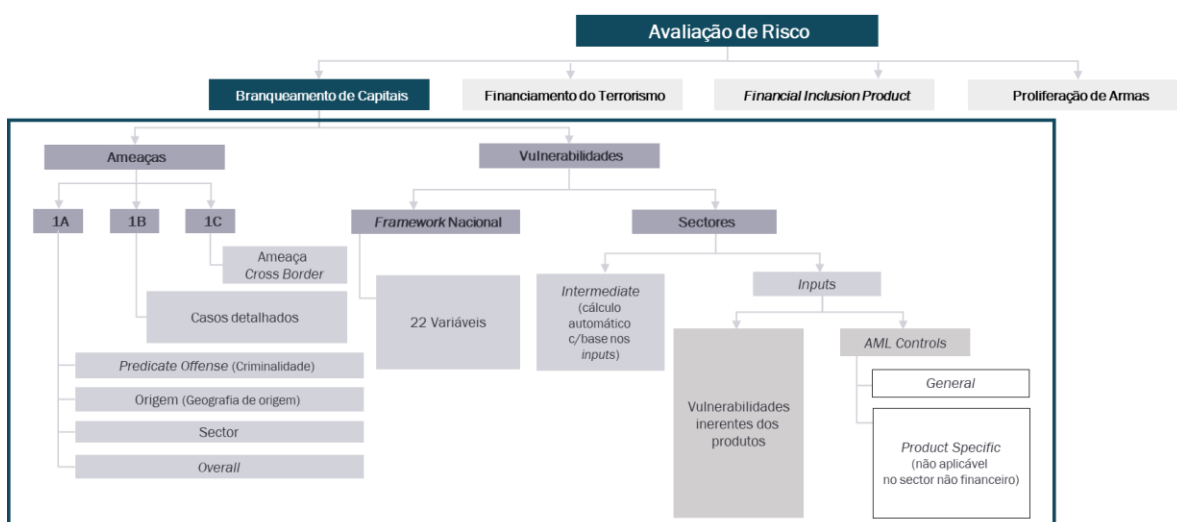 Avaliação de Risco
Branqueamento de Capitais
Financiamento do Terrorismo
Financial Inclusion Product
Proliferação de Armas
Ameaças
Vulnerabilidades
1A
1B
1C
Framework Nacional
Sectores
Ameaça
Cross Border
Casos detalhados
Predicate Offense (Criminalidade)
Origem (Geografia de origem)
Sector
Overall
22 Variáveis
Intermediate
(cálculo
automático
c/base nos
inputs)
Inputs
Vulnerabilidades
inerentes dos
produtos
AML Controls
General
Product Specific
(não aplicável
no sector não financeiro)